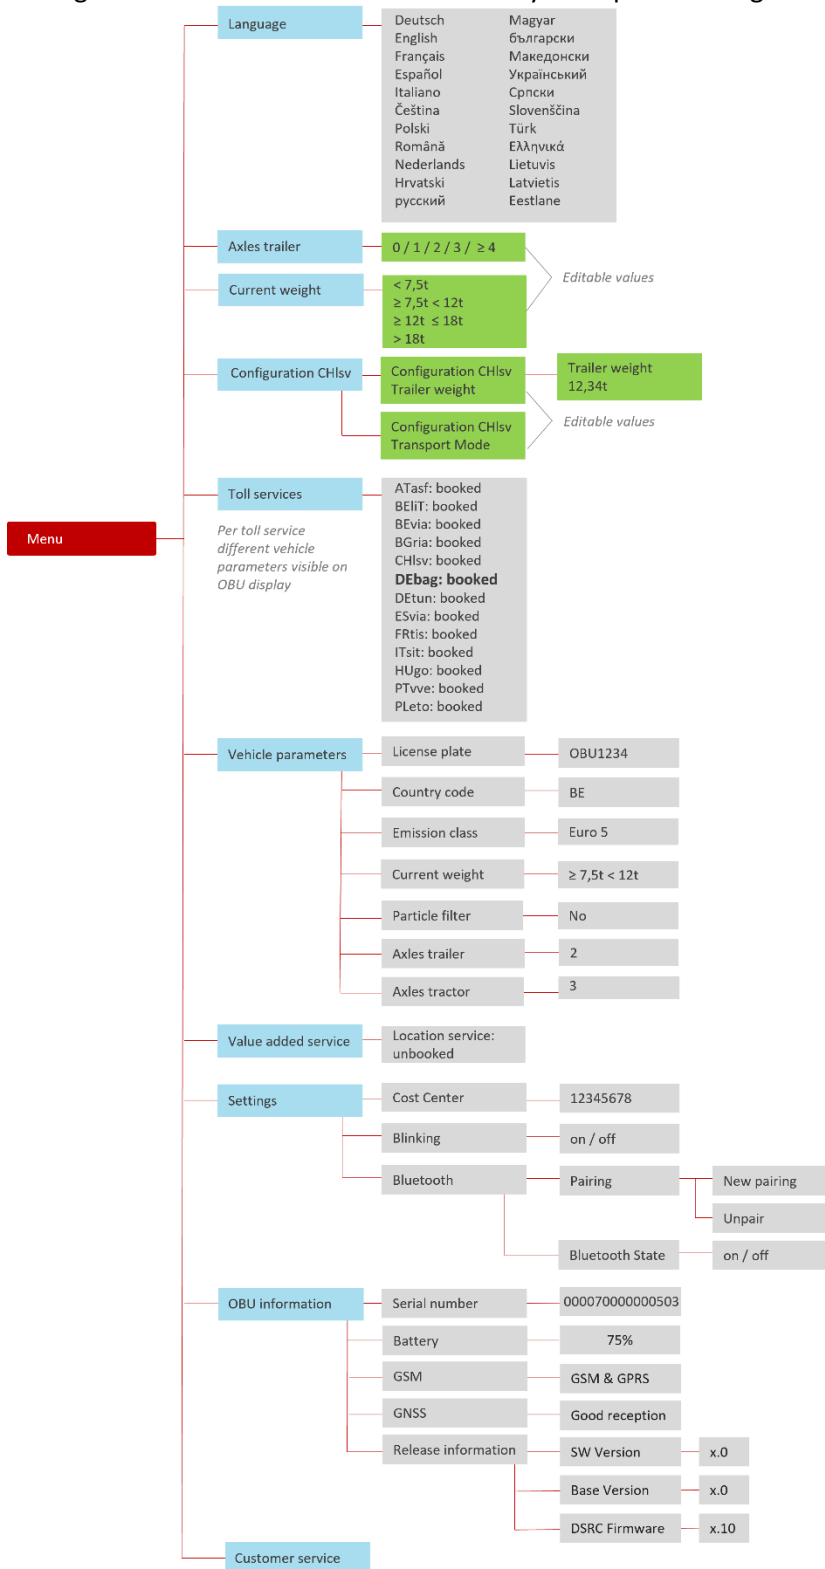 Language
Deutsch
English
Français
Español
Italiano
Čeština
Polski
Română
Nederlands
Hrvatski
русский
Magyar
български
Македонски
Український
Српски
Slovenščina
Türk
Ελληνικά
Lietuvis
Latvietis
Eestlane
Axles trailer
0 / 1 / 2 / 3 / ≥ 4
Editable values
Current weight
< 7,5t
≥ 7,5t < 12t
≥ 12t ≤ 18t
> 18t
Configuration CHlsv
Configuration CHlsv
Trailer weight
Trailer weight
12,34t
Editable values
Configuration CHlsv
Transport Mode
Menu
Toll services
Per toll service
different vehicle
parameters visible on
OBU display
ATasf: booked
BEliT: booked
BEvia: booked
BGria: booked
CHlsv: booked
DEbag: booked
DEtun: booked
ESvia: booked
FRtis: booked
ITsit: booked
HUgo: booked
PTvve: booked
PLeto: booked
Vehicle parameters
License plate
OBU1234
Country code
BE
Emission class
Euro 5
Current weight
≥ 7,5t < 12t
Particle filter
No
Axles trailer
2
Axles tractor
3
Value added service
Location service:
unbooked
Settings
Cost Center
12345678
Blinking
on / off
Bluetooth
Pairing
New pairing
Unpair
Bluetooth State
on / off
OBU information
Serial number
000070000000503
Battery
75%
GSM
GSM & GPRS
GNSS
Good reception
Release information
SW Version
x.0
Base Version
x.0
DSRC Firmware
x.10
Customer service